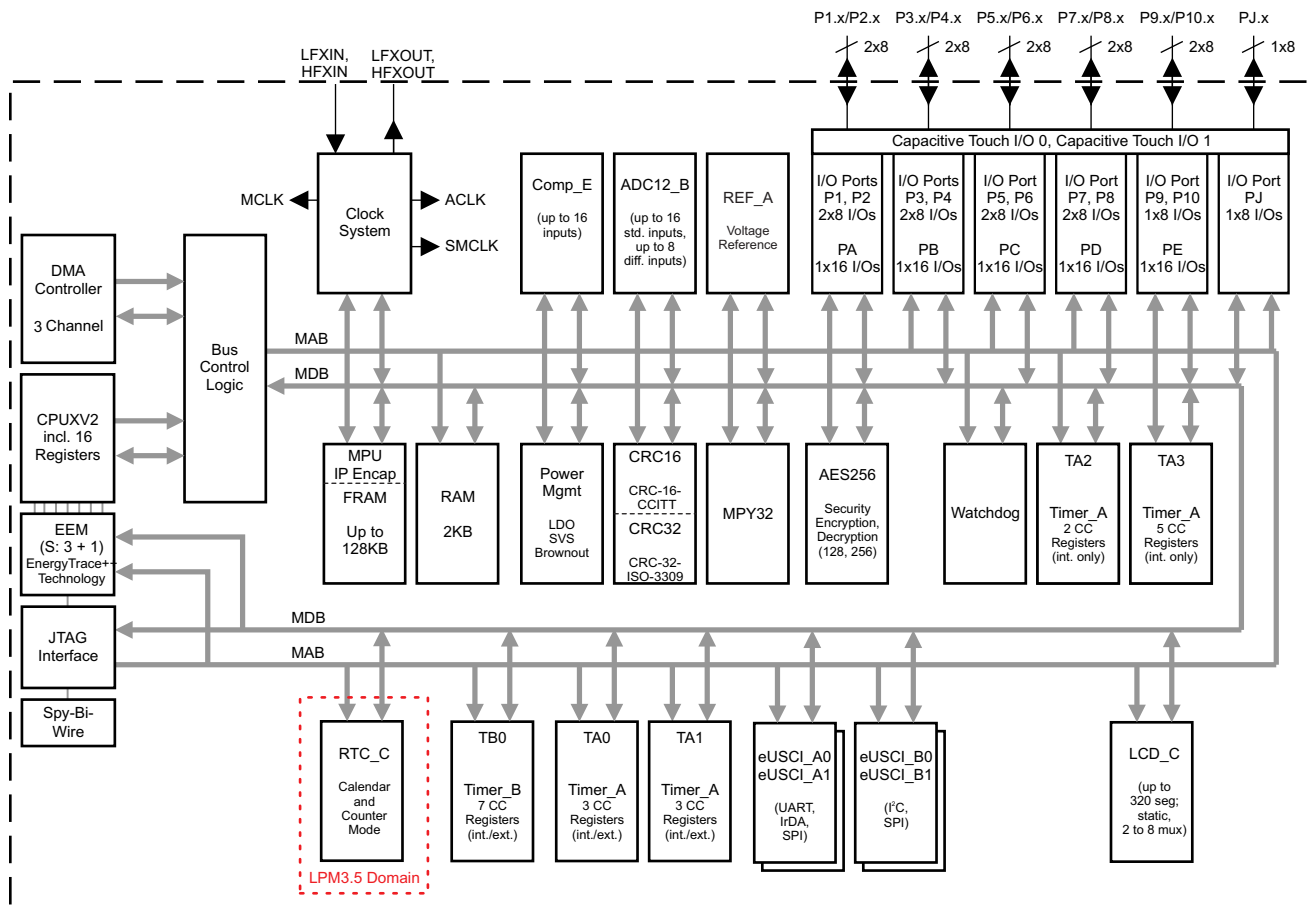 P1.x/P2.x
P3.x/P4.x
P5.x/P6.x
P7.x/P8.x
P9.x/P10.x
PJ.x
2x8
2x8
2x8
2x8
2x8
1x8
LFXIN,
HFXIN
LFXOUT,
HFXOUT
Capacitive Touch I/O 0, Capacitive Touch I/O 1
MCLK
Clock
System
ACLK
SMCLK
Comp_E
(up to 16
inputs)
ADC12_B
(up to 16
std. inputs,
up to 8
diff. inputs)
REF_A
Voltage
Reference
I/O Ports
P1, P2
2x8 I/Os
PA
1x16 I/Os
I/O Ports
P3, P4
2x8 I/Os
PB
1x16 I/Os
I/O Port
P5, P6
2x8 I/Os
PC
1x16 I/Os
I/O Port
P7, P8
2x8 I/Os
PD
1x16 I/Os
I/O Port
P9, P10
1x8 I/Os
PE
1x16 I/Os
I/O Port
PJ
1x8 I/Os
DMA
Controller
3 Channel
Bus
Control
Logic
MAB
MDB
CPUXV2
incl. 16
Registers
MPU
IP Encap
FRAM
Up to
128KB
RAM
2KB
Power
Mgmt
LDO
SVS
Brownout
CRC16
CRC-16-
CCITT
CRC32
CRC-32-
ISO-3309
MPY32
AES256
Security
Encryption,
Decryption
(128, 256)
Watchdog
TA2
Timer_A
2 CC
Registers
(int. only)
TA3
Timer_A
5 CC
Registers
(int. only)
EEM
(S: 3 + 1)
EnergyTrace++
Technology
MDB
MAB
JTAG
Interface
Spy-Bi-
Wire
RTC_C
Calendar
and
Counter
Mode
LPM3.5 Domain
TB0
Timer_B
7 CC
Registers
(int./ext.)
TA0
Timer_A
3 CC
Registers
(int./ext.)
TA1
Timer_A
3 CC
Registers
(int./ext.)
eUSCI_A0
eUSCI_A1
(UART,
IrDA,
SPI)
eUSCI_B0
eUSCI_B1
(I²C,
SPI)
LCD_C
(up to
320 seg;
static,
2 to 8 mux)